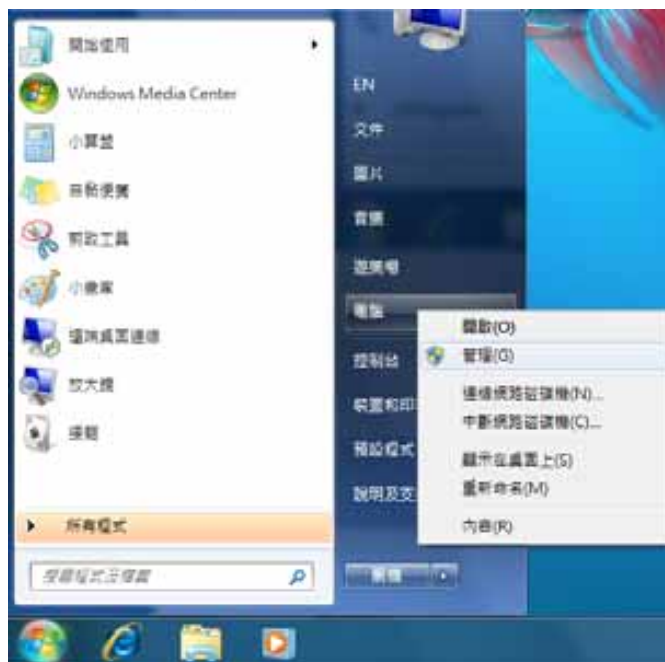 開始使用
Windows Media Center
小算盤
自黏便箋
剪取工具
小畫家
遠端桌面連線
放大鏡
接龍
所有程式
搜尋程式及檔案
EN
文件
圖片
音樂
遊樂場
電腦
控制台
裝置和印
預設程式
說明及支
關機
開啟(O)
管理(G)
連線網路磁碟機(N)...
中斷網路磁碟機(C)...
顯示在桌面上(S)
重新命名(M)
內容(R)